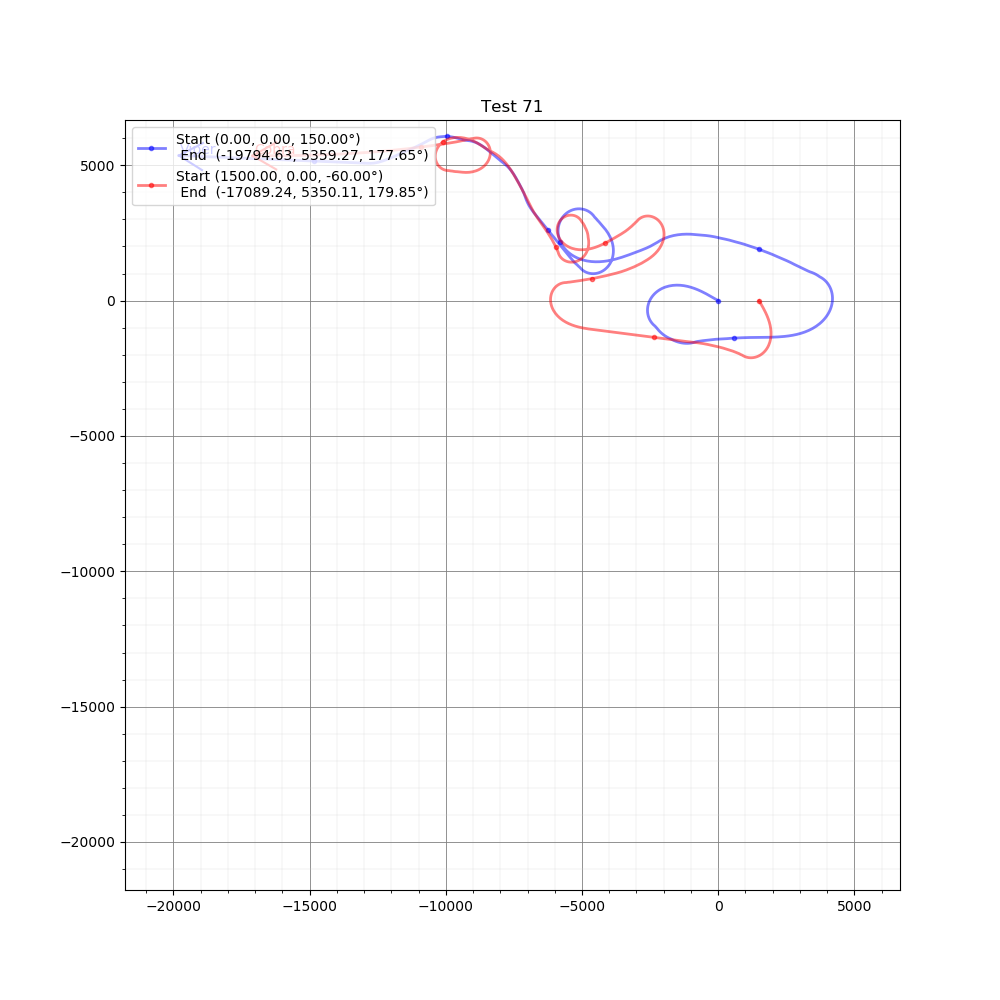 Test 71
Start (0.00, 0.00, 150.00°)
End (-19794.63, 5359.27, 177.65°)
Start (1500.00, 0.00, -60.00°)
End (-17089.24, 5350.11, 179.85°)
5000
0
−5000
−10000
−15000
−20000
−20000 −15000 −10000 −5000 0 5000